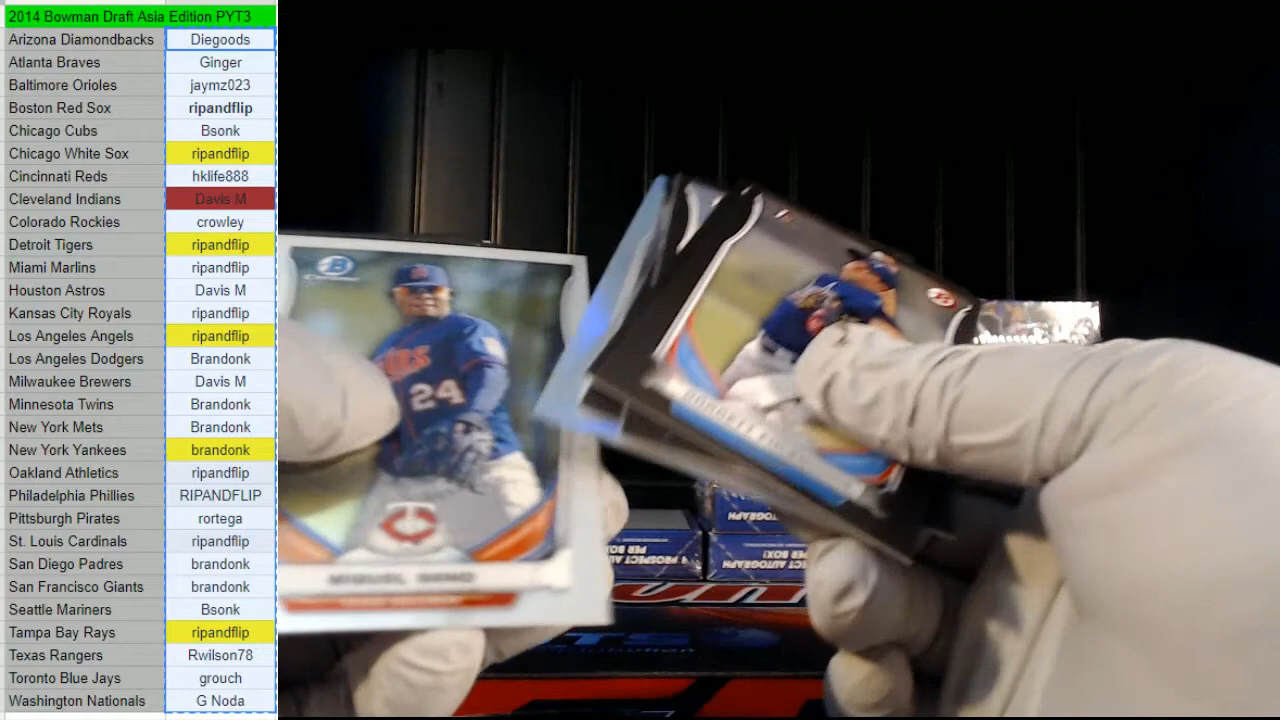 2014 Bowman Draft Asia Edition PYT3
Arizona Diamondbacks Diegoods
Atlanta Braves Ginger
Baltimore Orioles jaymz023
Boston Red Sox ripandflip
Chicago Cubs Bsonk
Chicago White Sox ripandflip
Cincinnati Reds hklife888
Cleveland Indians Davis M
Colorado Rockies crowley
Detroit Tigers ripandflip
Miami Marlins ripandflip
Houston Astros Davis M
Kansas City Royals ripandflip
Los Angeles Angels ripandflip
Los Angeles Dodgers Brandonk
Milwaukee Brewers Davis M
Minnesota Twins Brandonk
New York Mets Brandonk
New York Yankees brandonk
Oakland Athletics ripandflip
Philadelphia Phillies RIPANDFLIP
Pittsburgh Pirates rortega
St. Louis Cardinals ripandflip
San Diego Padres brandonk
San Francisco Giants brandonk
Seattle Mariners Bsonk
Tampa Bay Rays ripandflip
Texas Rangers Rwilson78
Toronto Blue Jays grouch
Washington Nationals G Noda
B
24
TC
B
PROSPECT AUTOGRAPH
PER BOX!